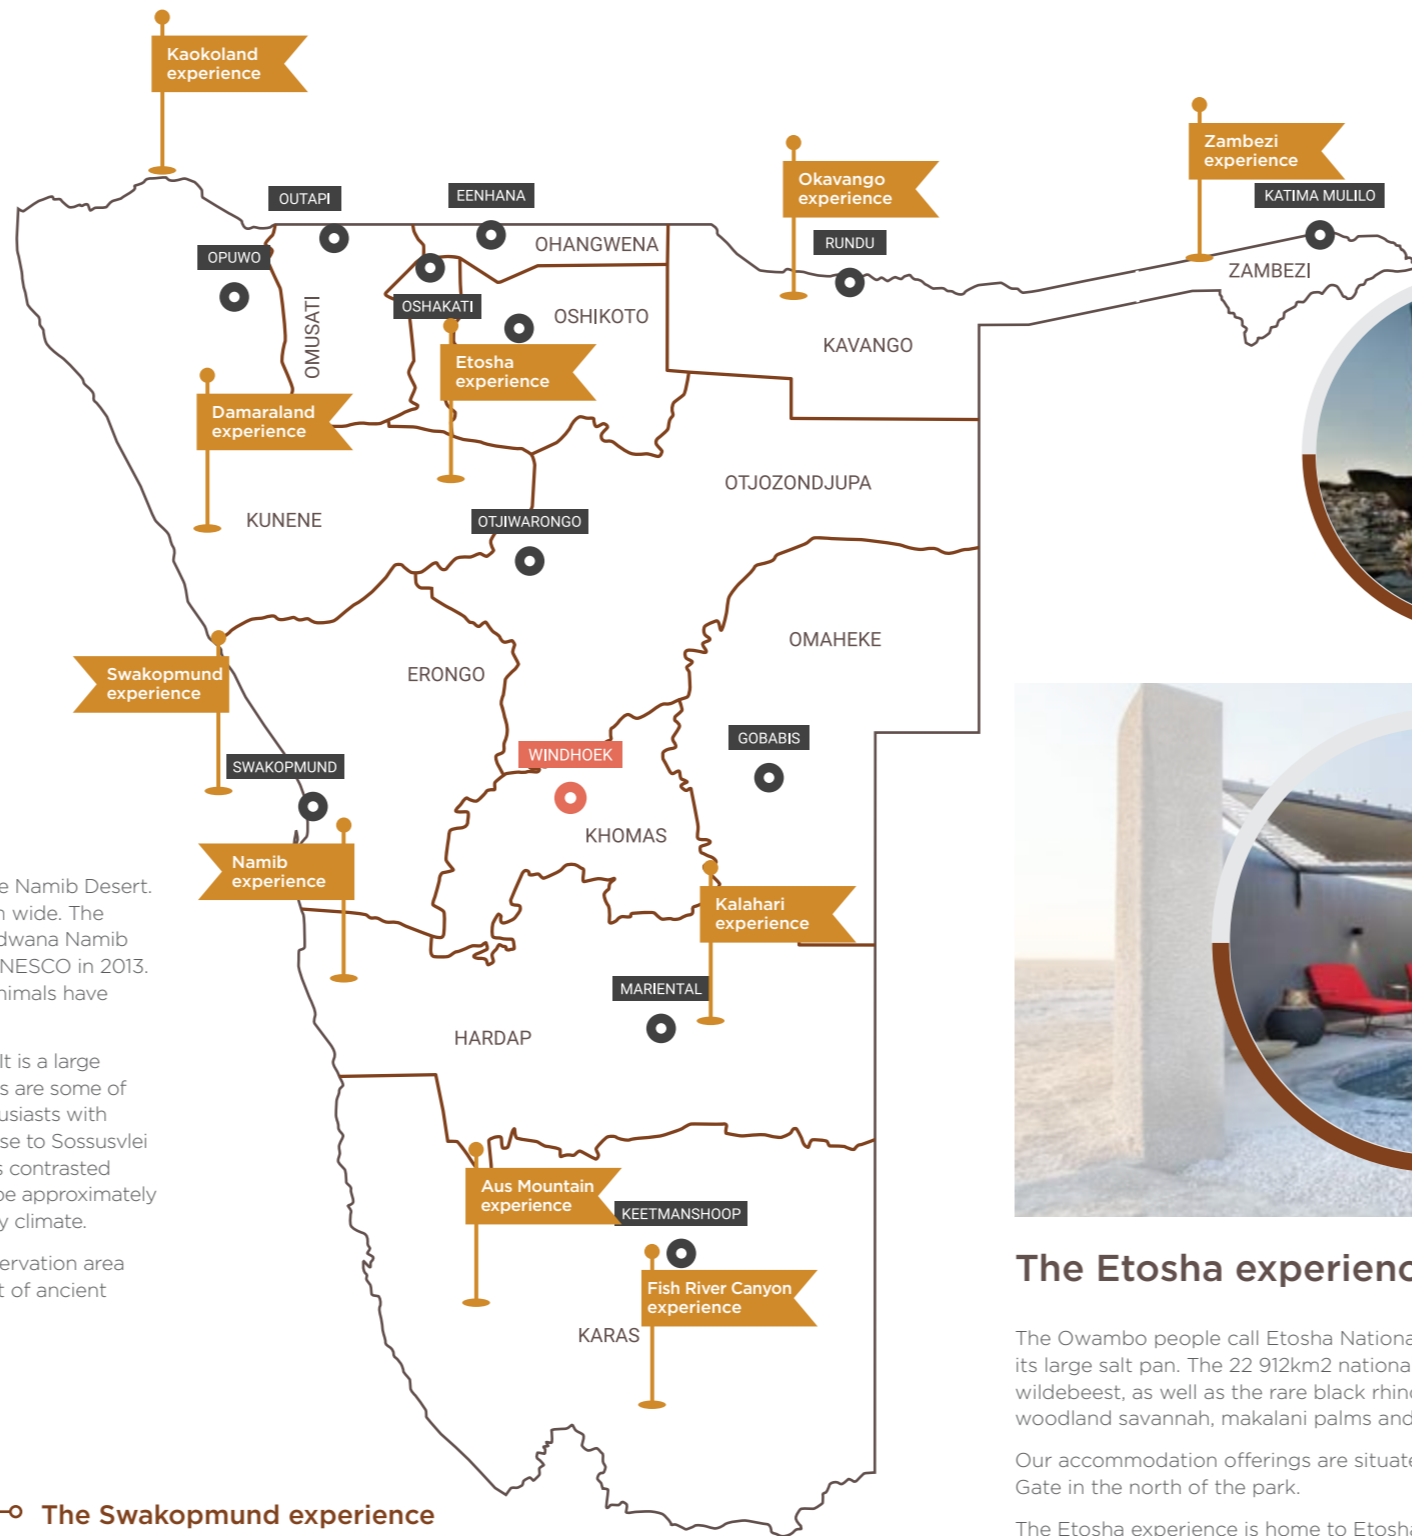 Kaokoland
experience
Zambezi
experience
Okavango
experience
OUTAPI
EENHANA
KATIMA MULILO
RUNDU
OHANGWENA
OPUWO
ZAMBEZI
OSHAKATI
OMUSATI
OSHIKOTO
KAVANGO
Etosha
experience
Damaraland
experience
OTJOZONDJUPA
KUNENE
OTJIWARONGO
OMAHEKE
ERONGO
Swakopmund
experience
GOBABIS
WINDHOEK
SWAKOPMUND
KHOMAS
Namib
experience
Kalahari
experience
MARIENTAL
HARDAP
Aus Mountain
experience
KEETMANSHOOP
Fish River Canyon
experience
KARAS
e Namib Desert.
n wide. The
dwana Namib
NESCO in 2013.
nimals have
It is a large
s are some of
usiasts with
se to Sossusvlei
s contrasted
be approximately
y climate.
ervation area
t of ancient
The Swakopmund experience
The Etosha experienc
The Owambo people call Etosha Nationa
its large salt pan. The 22 912km2 nationa
wildebeest, as well as the rare black rhino
woodland savannah, makalani palms and
Our accommodation offerings are situate
Gate in the north of the park.
The Etosha experience is home to Etosha